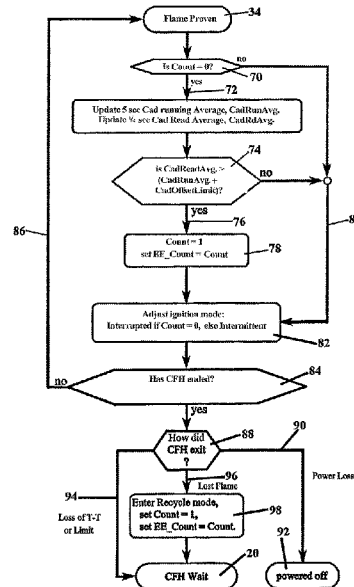 Flame Proven
34
Is Count = 0?
no
yes
70
72
Update 5 sec Cad running Average, CadRunAvg.
Update ¼ sec Cad Read Average, CadRdAvg.
74
is CadReadAvg. >
(CadRunAvg. +
CadOffsetLimit)?
no
yes
76
86
Count = 1
set EE_Count = Count
78
8
Adjust ignition mode:
Interrupted if Count = 0, else Intermittent
82
no
Has CFH ended?
84
yes
How did
CFH exit
?
88
90
94
96
Lost Flame
Power Loss
Loss of T-T
or Limit
Enter Recycle mode,
set Count = 1,
set EE_Count = Count.
98
CFH Wait
20
92
powered off